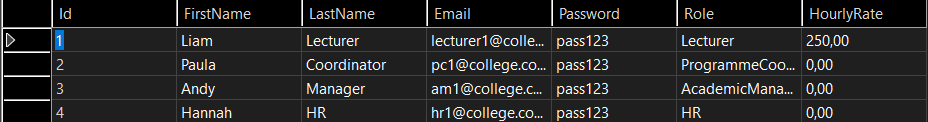 Id FirstName LastName Email Password Role HourlyRate
1 Liam Lecturer lecturer1@colle... pass123 Lecturer 250,00
2 Paula Coordinator pc1@college.co... pass123 ProgrammeCoo... 0,00
3 Andy Manager am1@college.c... pass123 AcademicMana... 0,00
4 Hannah HR hr1@college.co... pass123 HR 0,00